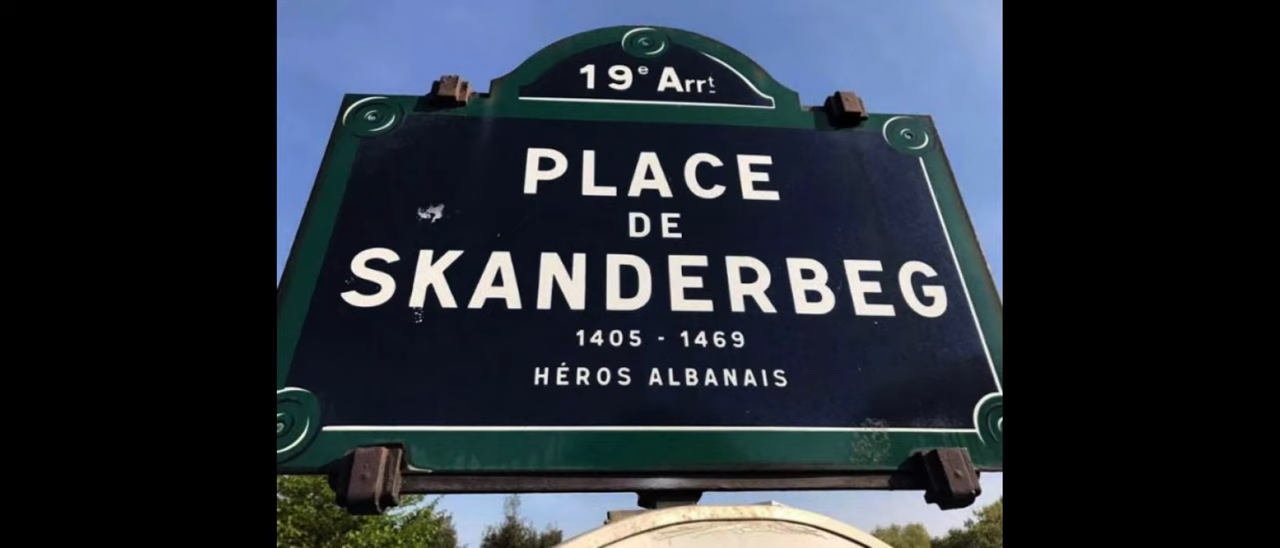 19e Arrt
PLACE
DE
SKANDERBEG
1405 - 1469
HÉROS ALBANAIS